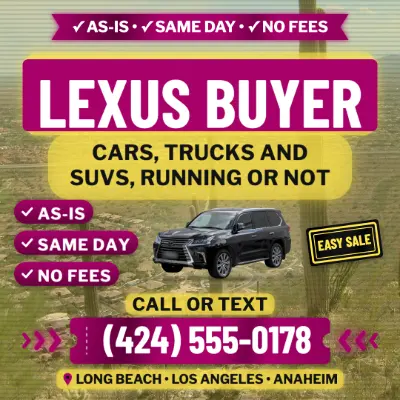 ✓ AS-IS • ✓ SAME DAY • ✓ NO FEES
LEXUS BUYER
CARS, TRUCKS AND
SUVS, RUNNING OR NOT
✓ AS-IS
✓ SAME DAY
✓ NO FEES
EASY SALE
CALL OR TEXT
(424) 555-0178
LONG BEACH • LOS ANGELES • ANAHEIM